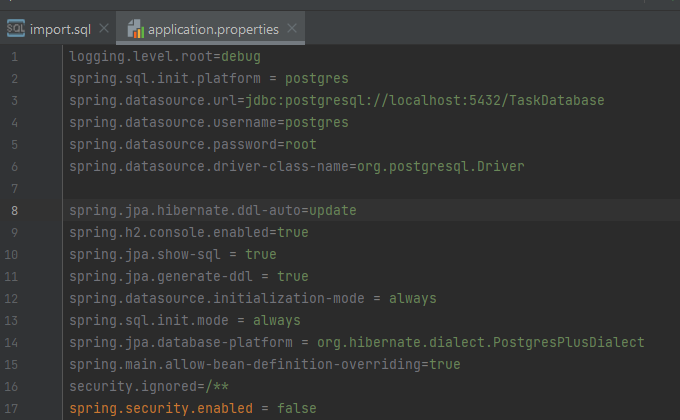 SQL import.sql application.properties
1 logging.level.root=debug
2 spring.sql.init.platform = postgres
3 spring.datasource.url=jdbc:postgresql://localhost:5432/TaskDatabase
4 spring.datasource.username=postgres
5 spring.datasource.password=root
6 spring.datasource.driver-class-name=org.postgresql.Driver
7
8 spring.jpa.hibernate.ddl-auto=update
9 spring.h2.console.enabled=true
10 spring.jpa.show-sql = true
11 spring.jpa.generate-ddl = true
12 spring.datasource.initialization-mode = always
13 spring.sql.init.mode = always
14 spring.jpa.database-platform = org.hibernate.dialect.PostgresPlusDialect
15 spring.main.allow-bean-definition-overriding=true
16 security.ignored=/**
17 spring.security.enabled = false